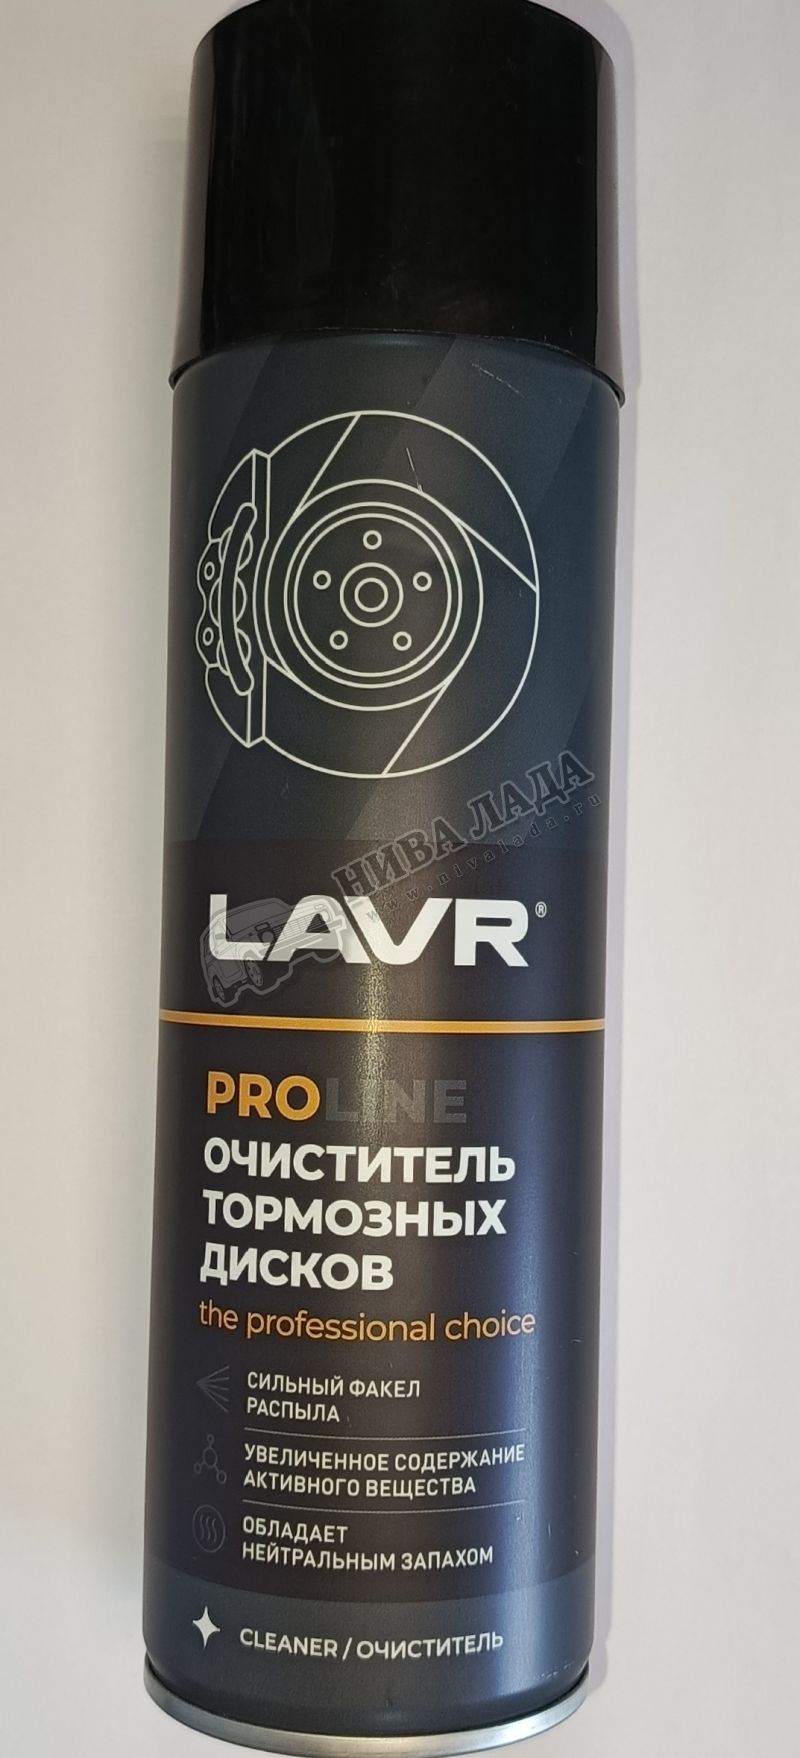 НИВА ЛАДА
www.nivalada.ru
LAVR®
PROLINE
ОЧИСТИТЕЛЬ
ТОРМОЗНЫХ
ДИСКОВ
the professional choice
СИЛЬНЫЙ ФАКЕЛ
РАСПЫЛА
УВЕЛИЧЕННОЕ СОДЕРЖАНИЕ
АКТИВНОГО ВЕЩЕСТВА
ОБЛАДАЕТ
НЕЙТРАЛЬНЫМ ЗАПАХОМ
CLEANER / ОЧИСТИТЕЛЬ